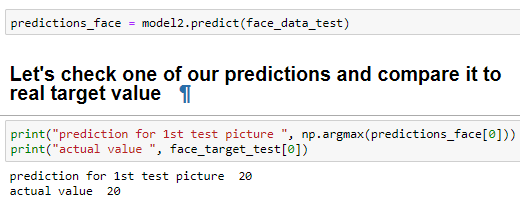 predictions_face = model2.predict(face_data_test)
Let's check one of our predictions and compare it to
real target value ¶
print("prediction for 1st test picture ", np.argmax(predictions_face[0]))
print("actual value ", face_target_test[0])
prediction for 1st test picture  20
actual value  20